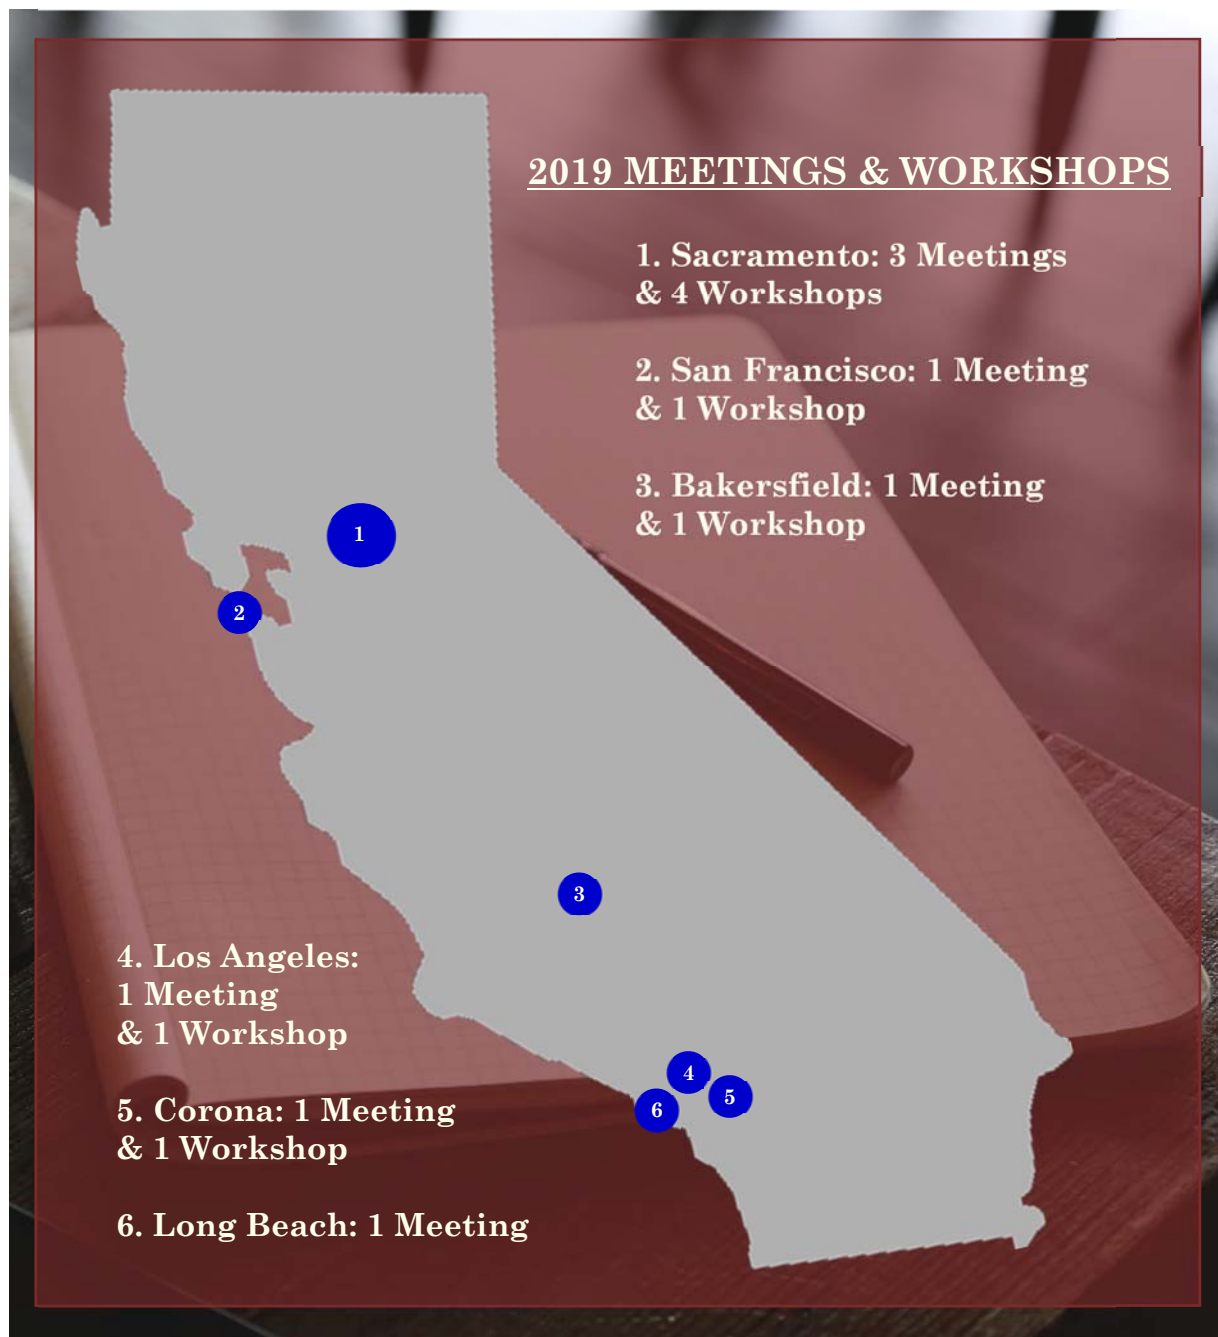 2019 MEETINGS & WORKSHOPS
1. Sacramento: 3 Meetings
& 4 Workshops
2. San Francisco: 1 Meeting
& 1 Workshop
3. Bakersfield: 1 Meeting
& 1 Workshop
1
2
3
4. Los Angeles:
1 Meeting
& 1 Workshop
5. Corona: 1 Meeting
& 1 Workshop
6. Long Beach: 1 Meeting
4
5
6